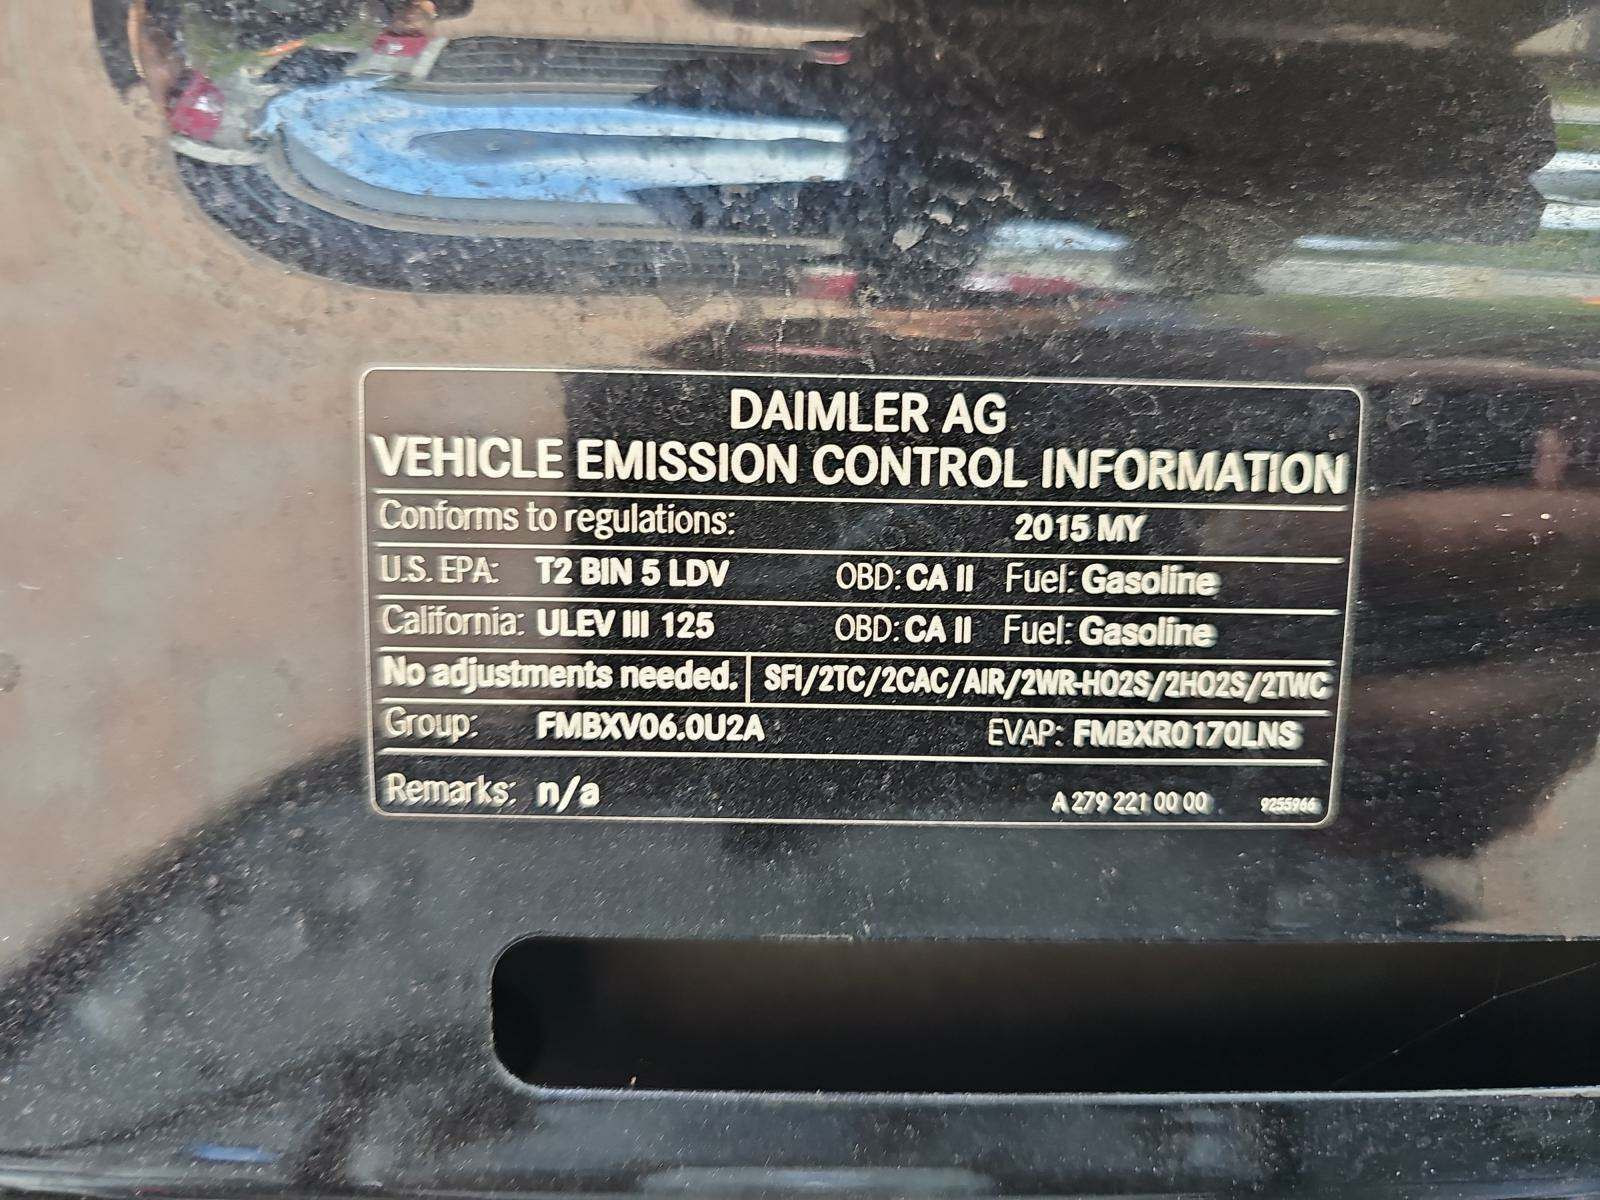 DAIMLER AG
VEHICLE EMISSION CONTROL INFORMATION
Conforms to regulations: 2015 MY
U.S. EPA: T2 BIN 5 LDV OBD: CA II Fuel: Gasoline
California: ULEV III 125 OBD: CA II Fuel: Gasoline
No adjustments needed. SFI/2TC/2CAC/AIR/2WR-HO2S/2HO2S/2TWC
Group: FMBXV06.0U2A EVAP: FMBXR0170LNS
Remarks: n/a A 279 221 00 00 9255966